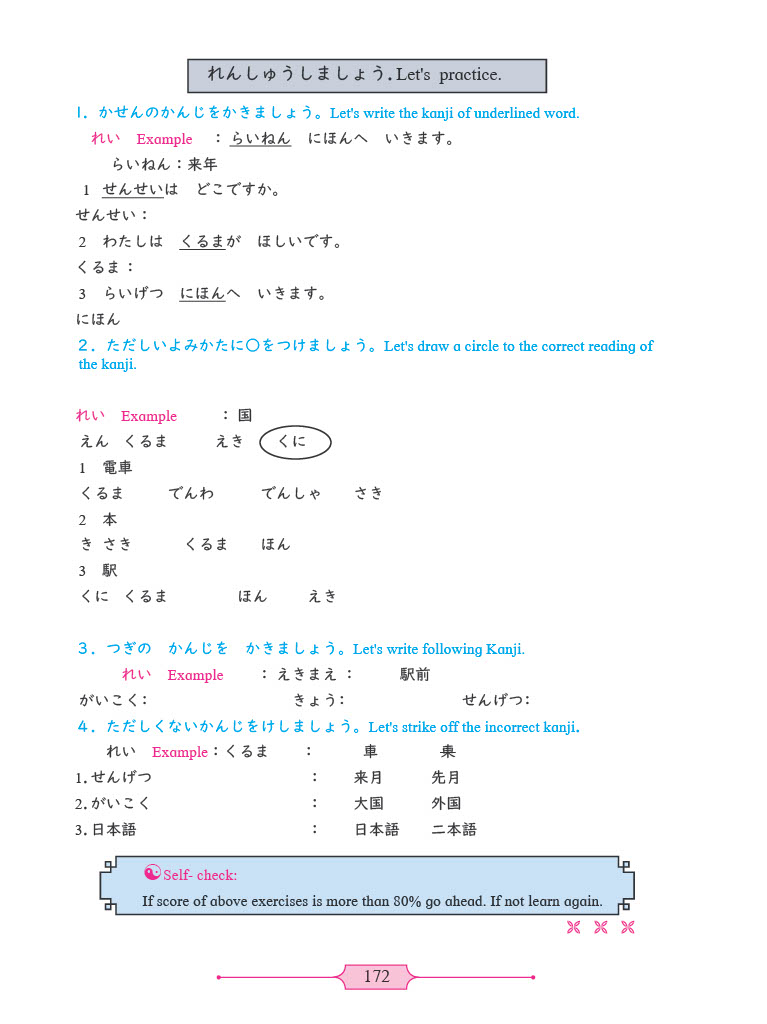 れんしゅうしましょう. Let's practice.
1. かせんのかんじをかきましょう。Let's write the kanji of underlined word.
れい Example : らいねん にほんへ いきます。
らいねん：来年
1 せんせいは どこですか。
せんせい：
2 わたしは くるまが ほしいです。
くるま：
3 らいげつ にほんへ いきます。
にほん
2. ただしいよみかたに○をつけましょう。Let's draw a circle to the correct reading of
the kanji.
れい Example : 国
えん くるま えき くに
1 電車
くるま でんわ でんしゃ さき
2 本
き さき くるま ほん
3 駅
くに くるま ほん えき
3. つぎの かんじを かきましょう。Let's write following Kanji.
れい Example : えきまえ： 駅前
がいこく: きょう: せんげつ:
4. ただしくないかんじをけしましょう。Let's strike off the incorrect kanji.
れい Example：くるま ： 車
1. せんげつ ： 来月 先月
2. がいこく ： 大国 外国
3. 日本語 ： 日本語 二本語
Self- check:
If score of above exercises is more than 80% go ahead. If not learn again.
172